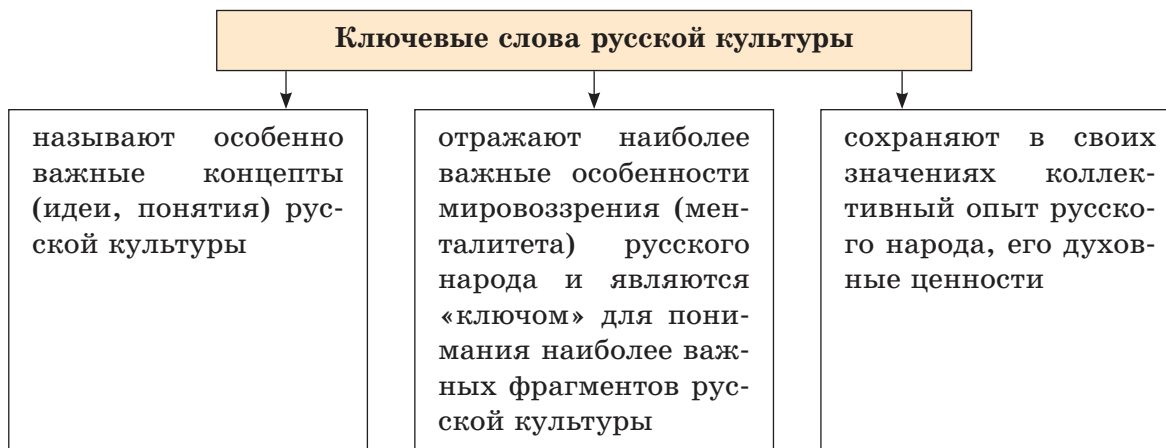 Ключевые слова русской культуры
называют особенно
важные концепты
(идеи, понятия) рус-
ской культуры
отражают наиболее
важные особенности
мировоззрения (мен-
талитета) русского
народа и являются
«ключом» для пони-
мания наиболее важ-
ных фрагментов рус-
ской культуры
сохраняют в своих
значениях коллек-
тивный опыт русско-
го народа, его духов-
ные ценности